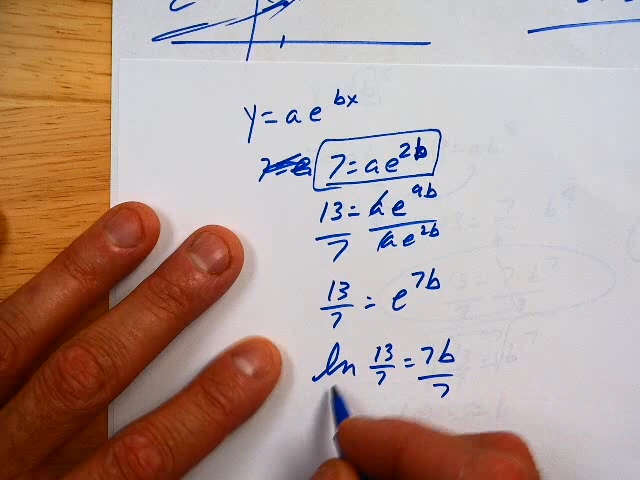 y = ae^bx
7 = ae^2b
13/7 = ae^9b/ae^2b
13/7 = e^7b
ln 13/7 = 7b/7